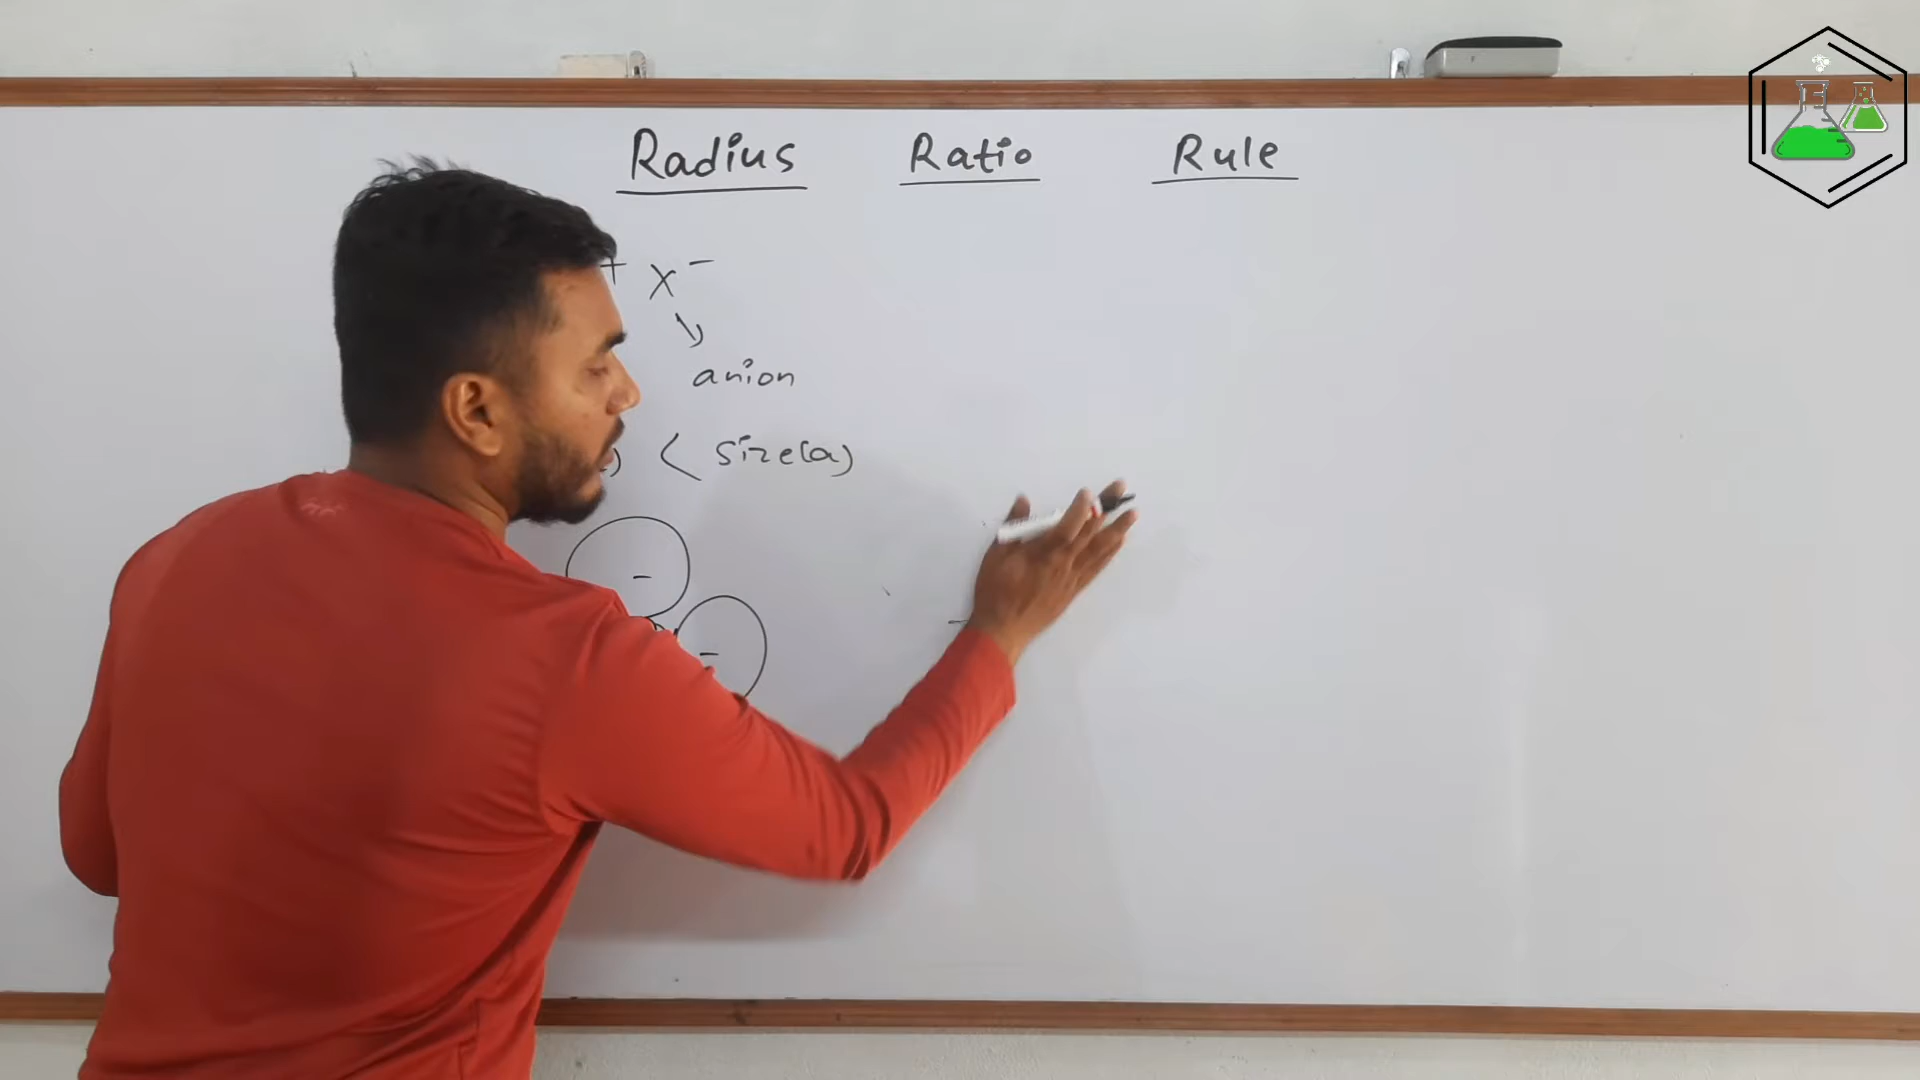 Radius Ratio Rule
+ X⁻
anion
) < size(a)
-
-